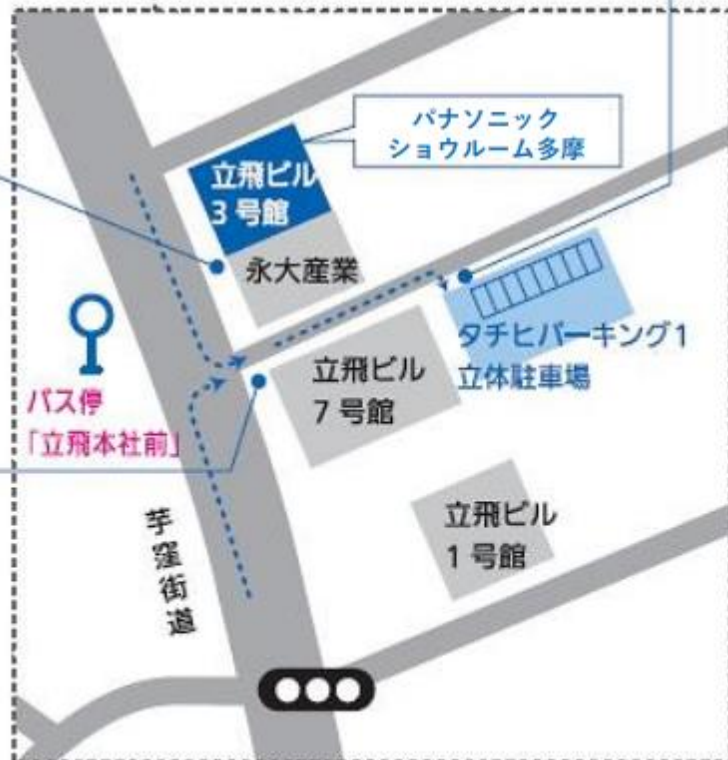 パナソニック
ショウルーム多摩
立飛ビル
3 号館
永大産業
タチヒパーキング1
立体駐車場
立飛ビル
7 号館
バス停
「立飛本社前」
立飛ビル
1 号館
芋窪街道